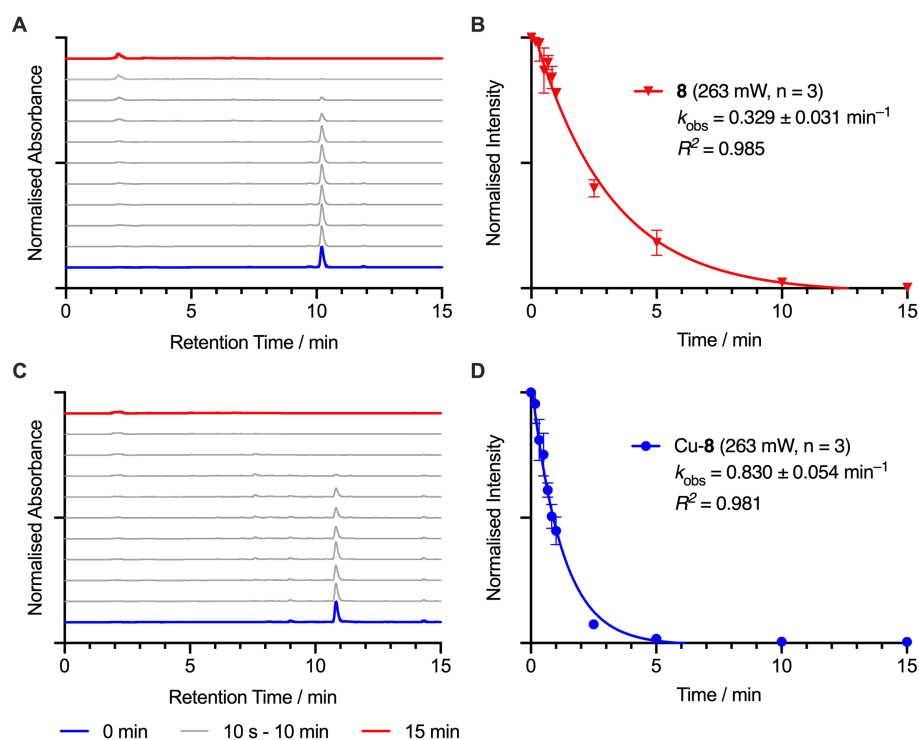 A
Normalised Absorbance
0 5 10 15
Retention Time / min
B
Normalised Intensity
8 (263 mW, n = 3)
kobs = 0.329 ± 0.031 min⁻¹
R² = 0.985
0 5 10 15
Time / min
C
Normalised Absorbance
0 5 10 15
Retention Time / min
D
Normalised Intensity
Cu-8 (263 mW, n = 3)
kobs = 0.830 ± 0.054 min⁻¹
R² = 0.981
0 5 10 15
Time / min
0 min 10 s - 10 min 15 min